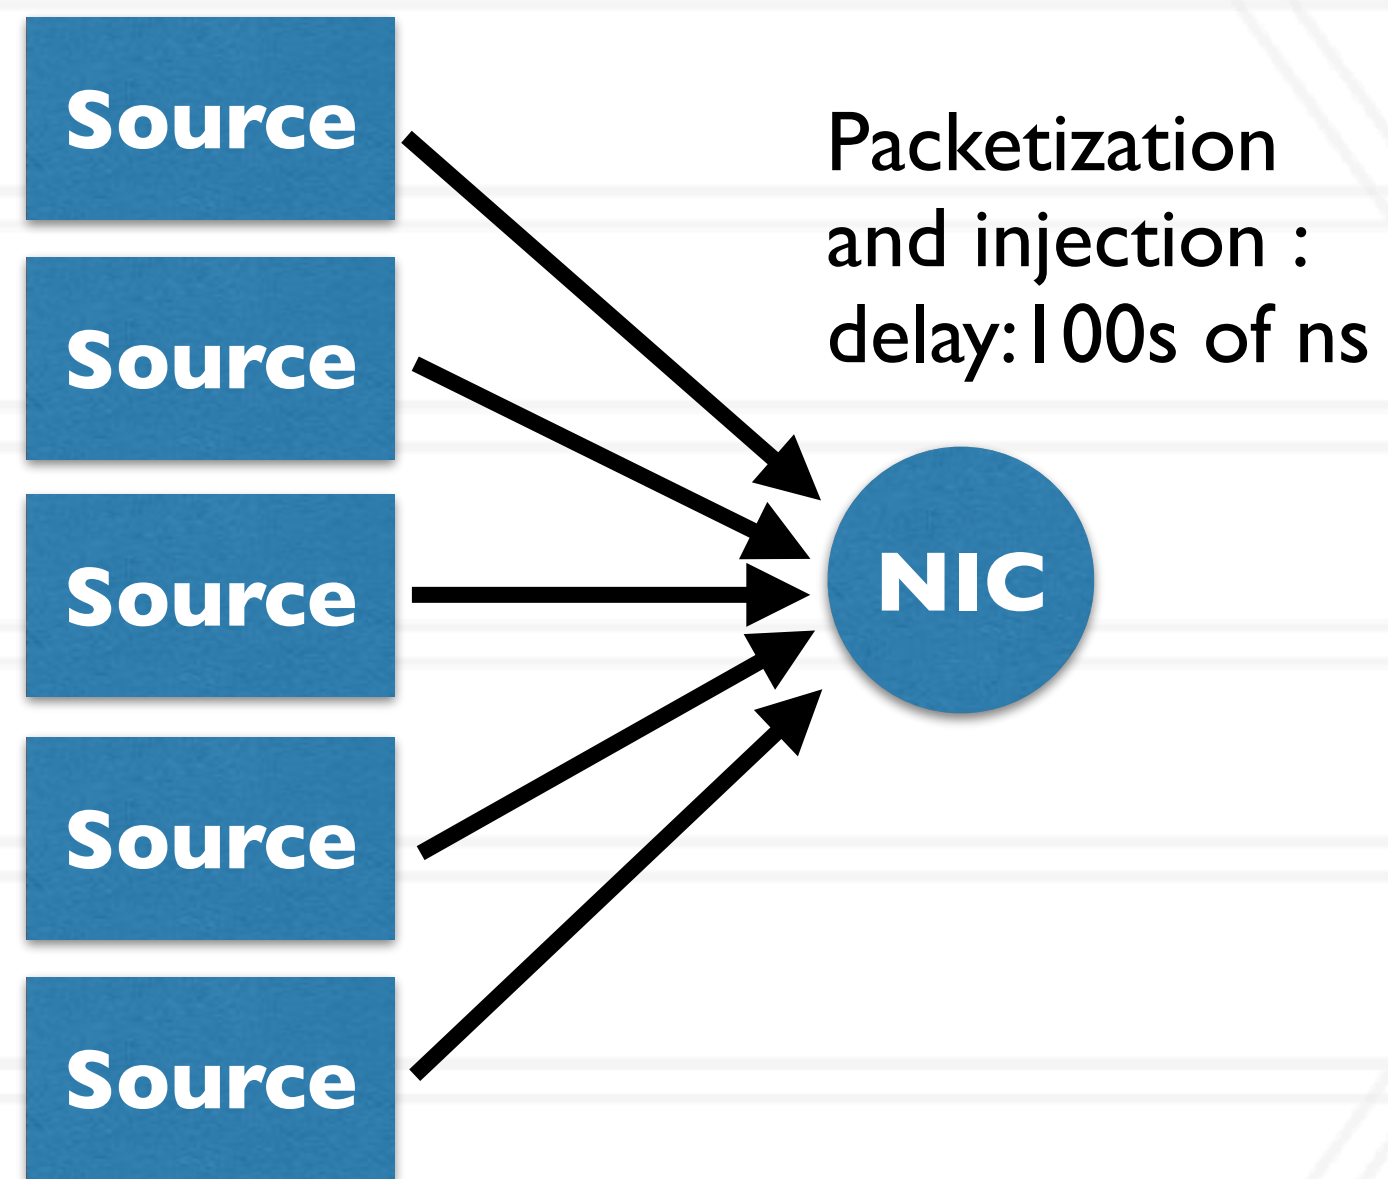 Source
Packetization
and injection :
delay:100s of ns
Source
Source
NIC
Source
Source